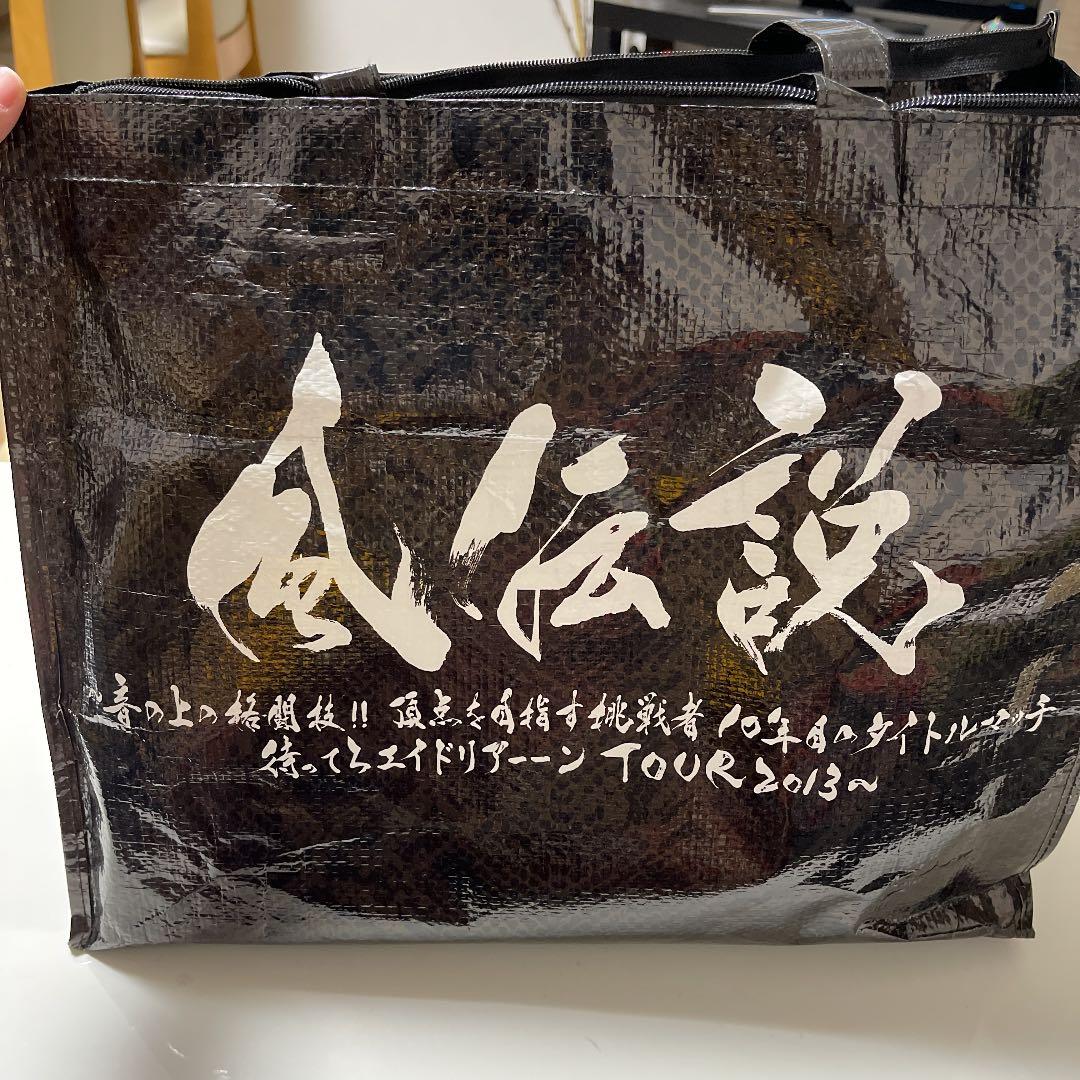 風伝説
～音の上の格闘技!! 頂点を目指す挑戦者 10年目のタイトルマッチ
待ってろエイドリアーーン TOUR2013～